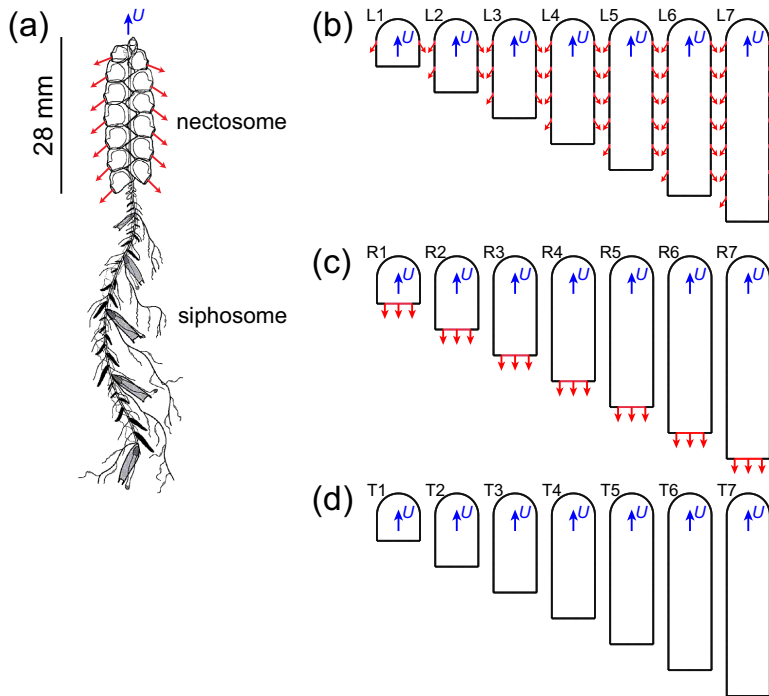 (a)
U
28 mm
nectosome
siphosome
(b)
L1 L2 L3 L4 L5 L6 L7
U U U U U U U
(c)
R1 R2 R3 R4 R5 R6 R7
U U U U U U U
(d)
T1 T2 T3 T4 T5 T6 T7
U U U U U U U